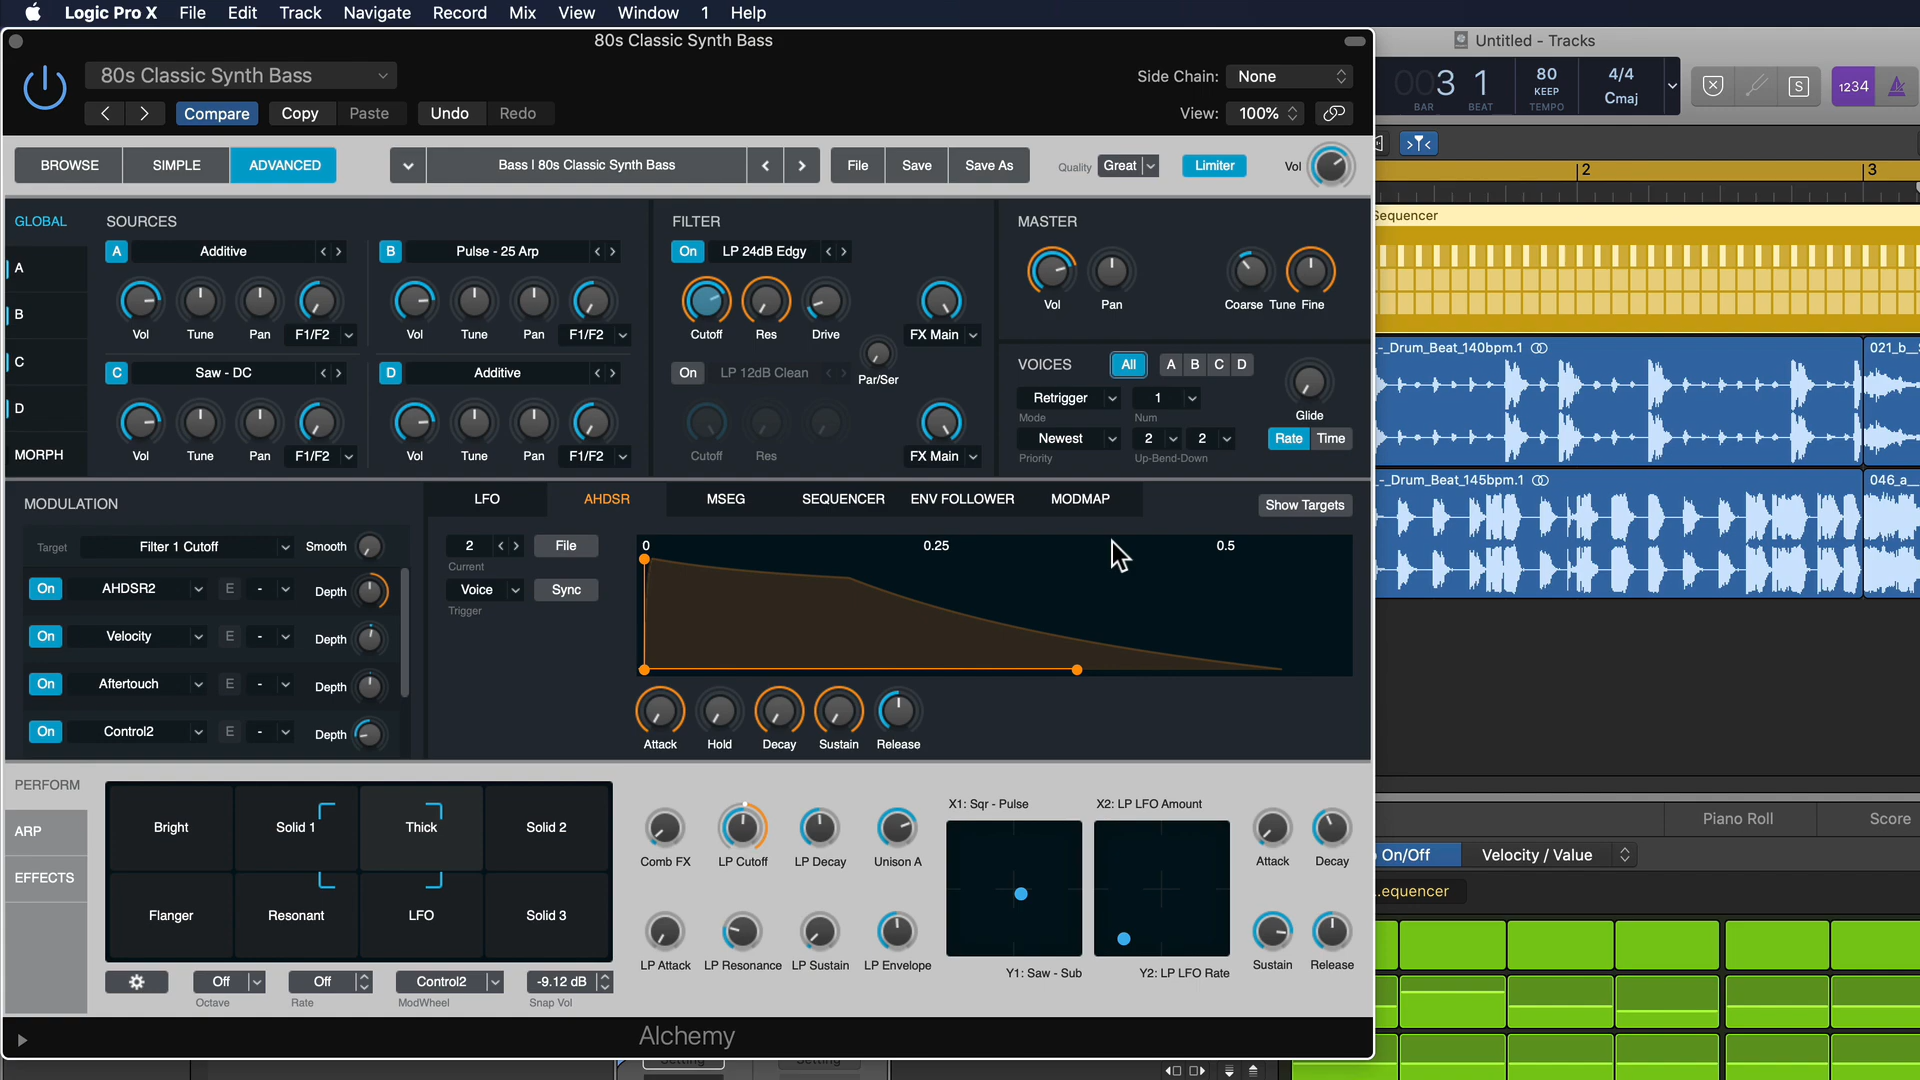 Logic Pro X File Edit Track Navigate Record Mix View Window 1 Help
80s Classic Synth Bass
Untitled - Tracks
80s Classic Synth Bass
Side Chain: None
Compare Copy Paste Undo Redo
View: 100%
003 1 80 4/4
KEEP Cmaj
BAR BEAT TEMPO
S 1234
BROWSE SIMPLE ADVANCED
Bass | 80s Classic Synth Bass
File Save Save As
Quality Great Limiter Vol
2 3
GLOBAL
SOURCES
FILTER
MASTER
Sequencer
A Additive
B Pulse - 25 Arp
On LP 24dB Edgy
Vol Tune Pan F1/F2
Vol Tune Pan F1/F2
Cutoff Res Drive FX Main
Vol Pan Coarse Tune Fine
A
B
C
D
MORPH
C Saw - DC
D Additive
On LP 12dB Clean
Par/Ser
Vol Tune Pan F1/F2
Vol Tune Pan F1/F2
Cutoff Res FX Main
VOICES All A B C D
Retrigger 1
Mode Num
Glide
Newest 2 2
Rate Time
Priority Up-Bend-Down
-_Drum_Beat_140bpm.1
021_b_
-_Drum_Beat_145bpm.1
046_a_
MODULATION
LFO AHDSR MSEG SEQUENCER ENV FOLLOWER MODMAP
Show Targets
Target Filter 1 Cutoff Smooth
On AHDSR2 E - Depth
On Velocity E - Depth
On Aftertouch E - Depth
On Control2 E - Depth
2 File
Current
Voice Sync
Trigger
0 0.25 0.5
Attack Hold Decay Sustain Release
PERFORM
ARP
EFFECTS
Bright Solid 1 Thick Solid 2
Flanger Resonant LFO Solid 3
Off Off Control2 -9.12 dB
Octave Rate ModWheel Snap Vol
Comb FX LP Cutoff LP Decay Unison A
LP Attack LP Resonance LP Sustain LP Envelope
X1: Sqr - Pulse
X2: LP LFO Amount
Y1: Saw - Sub
Y2: LP LFO Rate
Attack Decay
Sustain Release
Piano Roll Score
On/Off Velocity / Value
...equencer
Alchemy